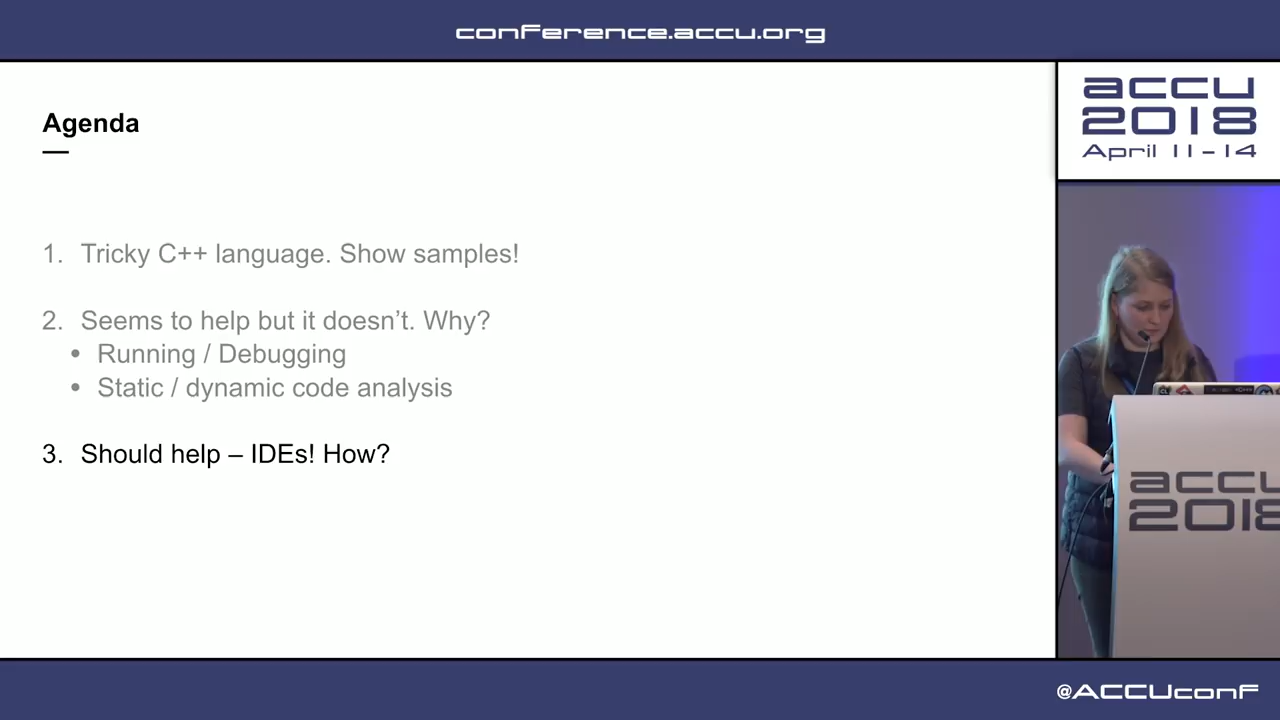 conference.accu.org
accu
2018
April 11-14
Agenda
1. Tricky C++ language. Show samples!
2. Seems to help but it doesn't. Why?
• Running / Debugging
• Static / dynamic code analysis
3. Should help – IDEs! How?
accu
2018
@ACCUconf